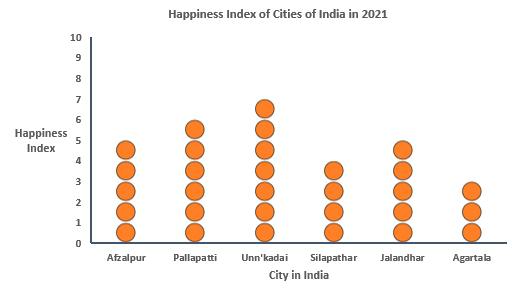 Happiness Index of Cities of India in 2021
10
9
8
7
6
5
4
3
2
1
0
Happiness
Index
Afzalpur Pallapatti Unn'kadai Silapathar Jalandhar Agartala
City in India